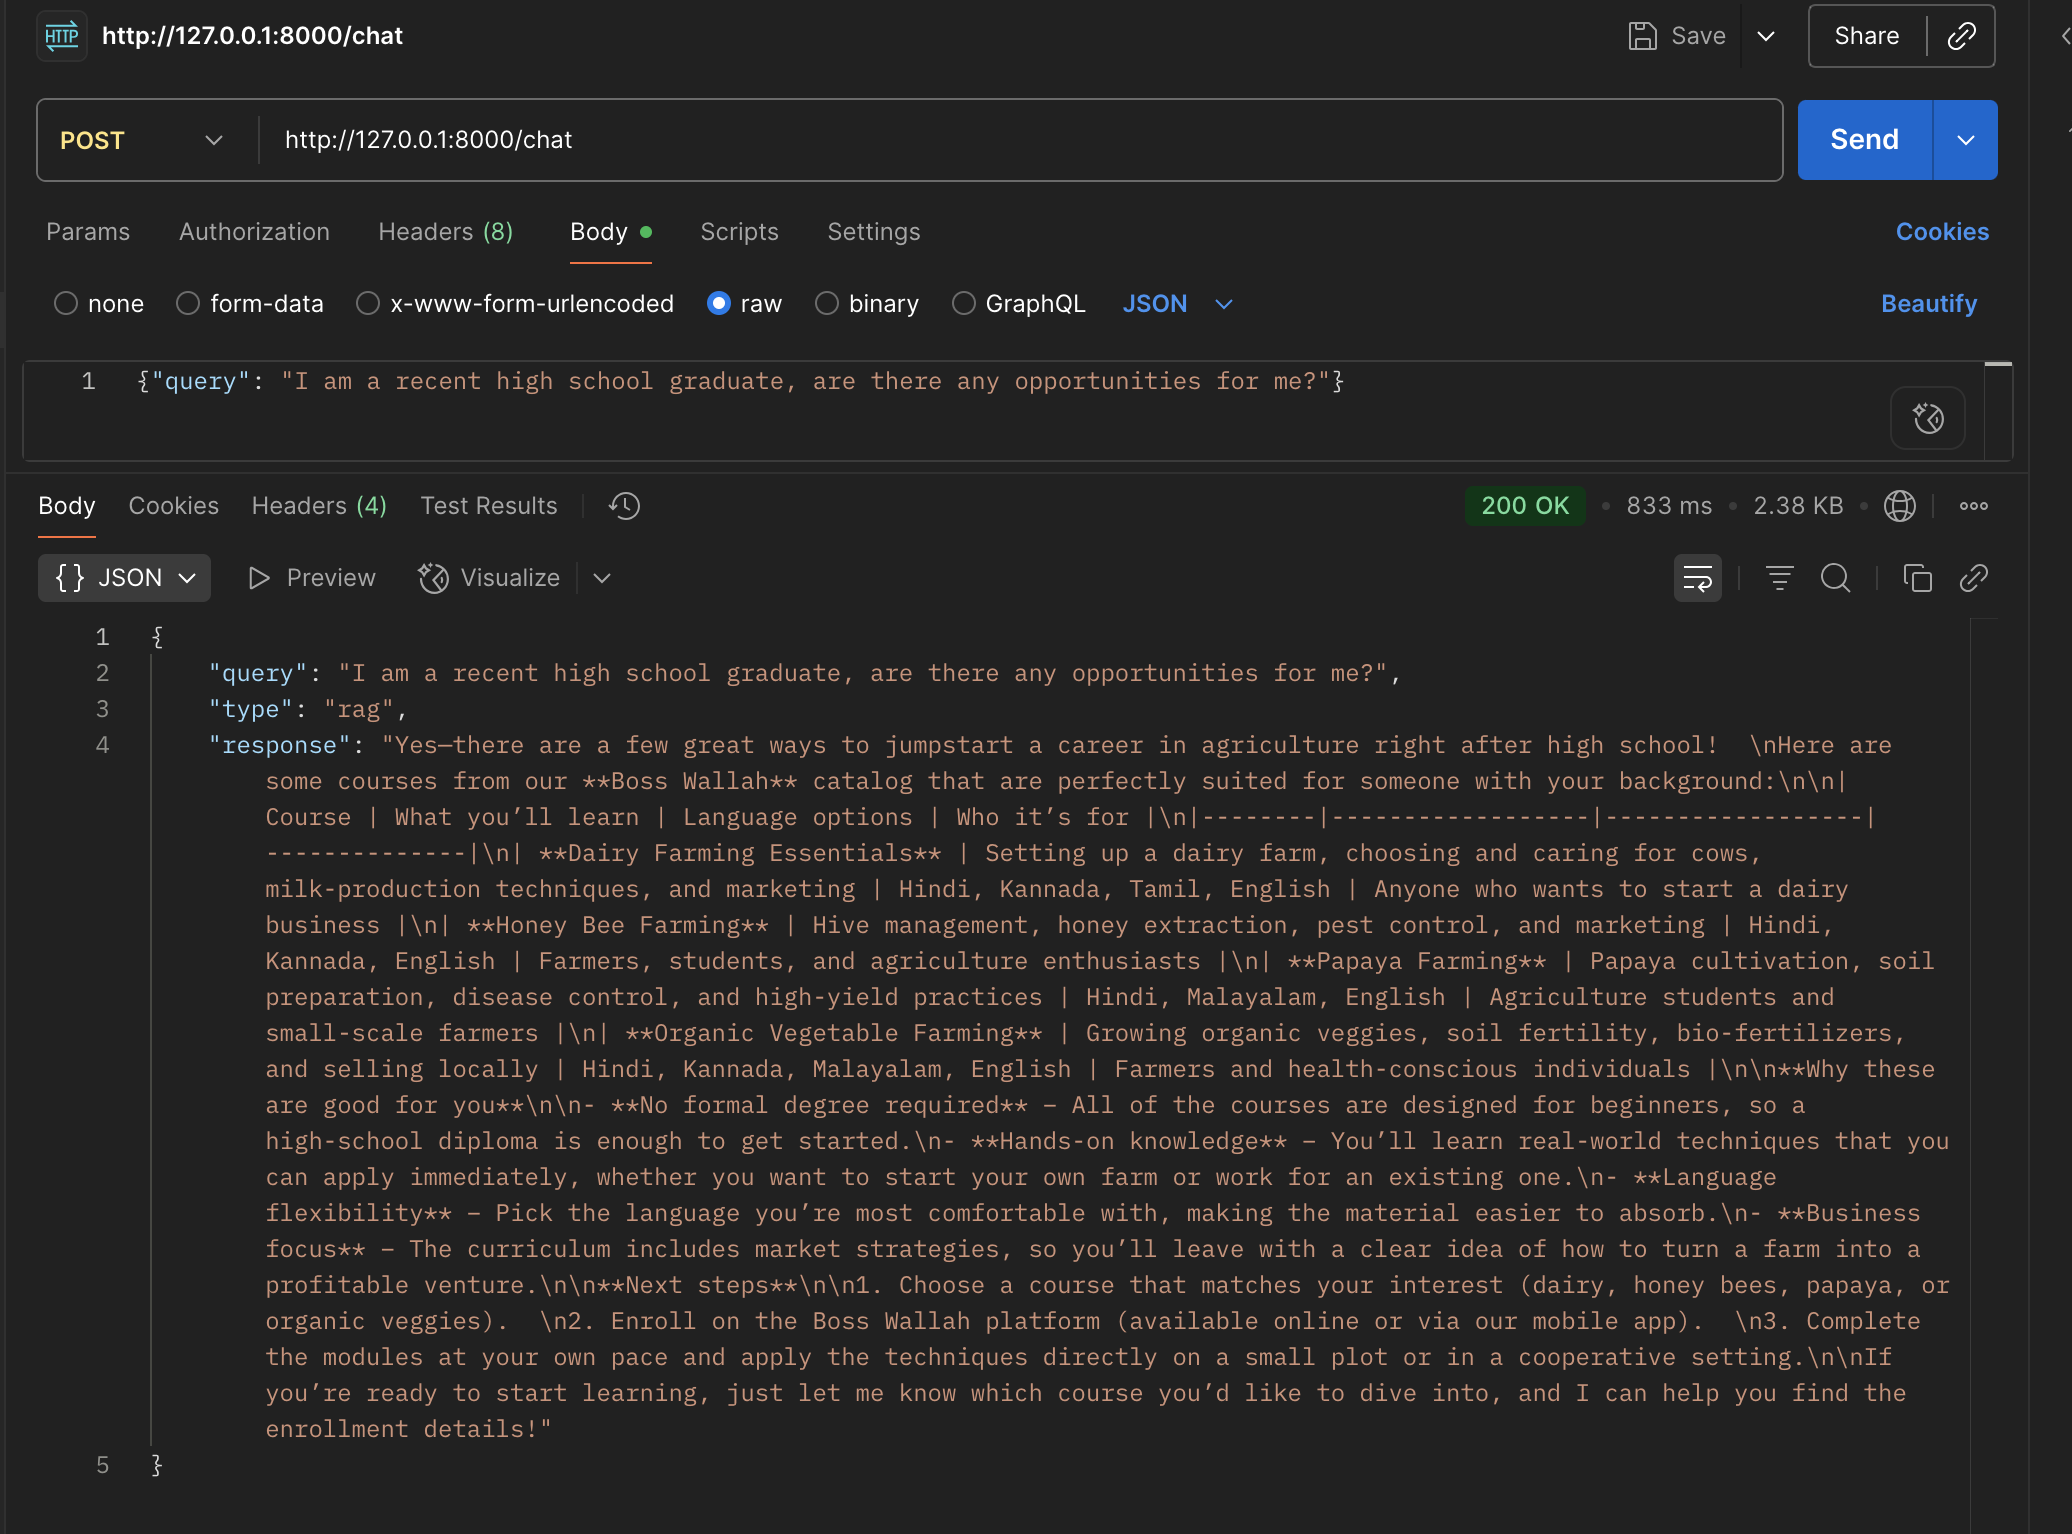 HTTP http://127.0.0.1:8000/chat Save Share
POST http://127.0.0.1:8000/chat Send
Params Authorization Headers (8) Body Scripts Settings Cookies
none form-data x-www-form-urlencoded raw binary GraphQL JSON Beautify
1 {"query": "I am a recent high school graduate, are there any opportunities for me?"}
Body Cookies Headers (4) Test Results 200 OK • 833 ms • 2.38 KB •
{} JSON Preview Visualize
1 {
2 "query": "I am a recent high school graduate, are there any opportunities for me?",
3 "type": "rag",
4 "response": "Yes—there are a few great ways to jumpstart a career in agriculture right after high school!  \nHere are
some courses from our **Boss Wallah** catalog that are perfectly suited for someone with your background:\n\n|
Course | What you’ll learn | Language options | Who it’s for |\n|--------|------------------|------------------|
--------------|\n| **Dairy Farming Essentials** | Setting up a dairy farm, choosing and caring for cows,
milk‑production techniques, and marketing | Hindi, Kannada, Tamil, English | Anyone who wants to start a dairy
business |\n| **Honey Bee Farming** | Hive management, honey extraction, pest control, and marketing | Hindi,
Kannada, English | Farmers, students, and agriculture enthusiasts |\n| **Papaya Farming** | Papaya cultivation, soil
preparation, disease control, and high‑yield practices | Hindi, Malayalam, English | Agriculture students and
small‑scale farmers |\n| **Organic Vegetable Farming** | Growing organic veggies, soil fertility, bio‑fertilizers,
and selling locally | Hindi, Kannada, Malayalam, English | Farmers and health‑conscious individuals |\n\n**Why these
are good for you**\n\n- **No formal degree required** – All of the courses are designed for beginners, so a
high‑school diploma is enough to get started.\n- **Hands‑on knowledge** – You’ll learn real‑world techniques that you
can apply immediately, whether you want to start your own farm or work for an existing one.\n- **Language
flexibility** – Pick the language you’re most comfortable with, making the material easier to absorb.\n- **Business
focus** – The curriculum includes market strategies, so you’ll leave with a clear idea of how to turn a farm into a
profitable venture.\n\n**Next steps**\n\n1. Choose a course that matches your interest (dairy, honey bees, papaya, or
organic veggies).  \n2. Enroll on the Boss Wallah platform (available online or via our mobile app).  \n3. Complete
the modules at your own pace and apply the techniques directly on a small plot or in a cooperative setting.\n\nIf
you’re ready to start learning, just let me know which course you’d like to dive into, and I can help you find the
enrollment details!"
5 }